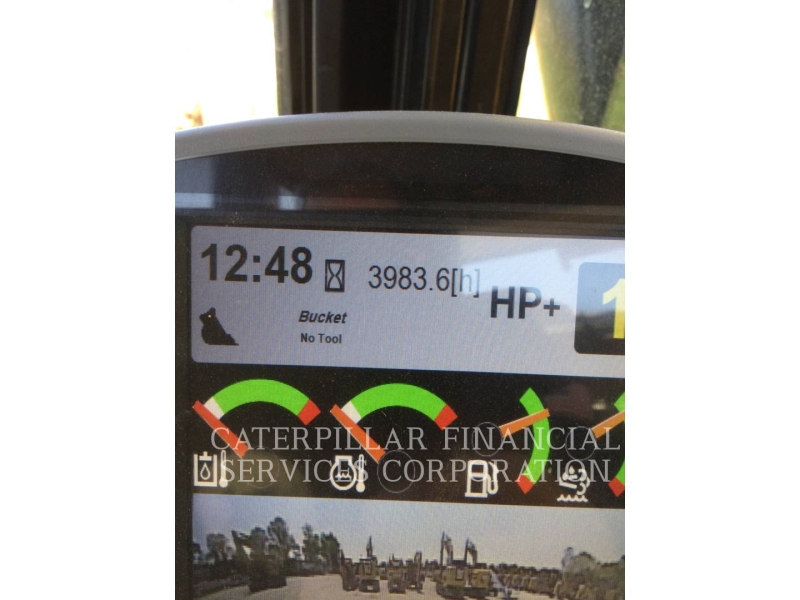 12:48 3983.6[h]
HP+
Bucket
No Tool
CATERPILLAR FINANCIAL
SERVICES CORPORATION